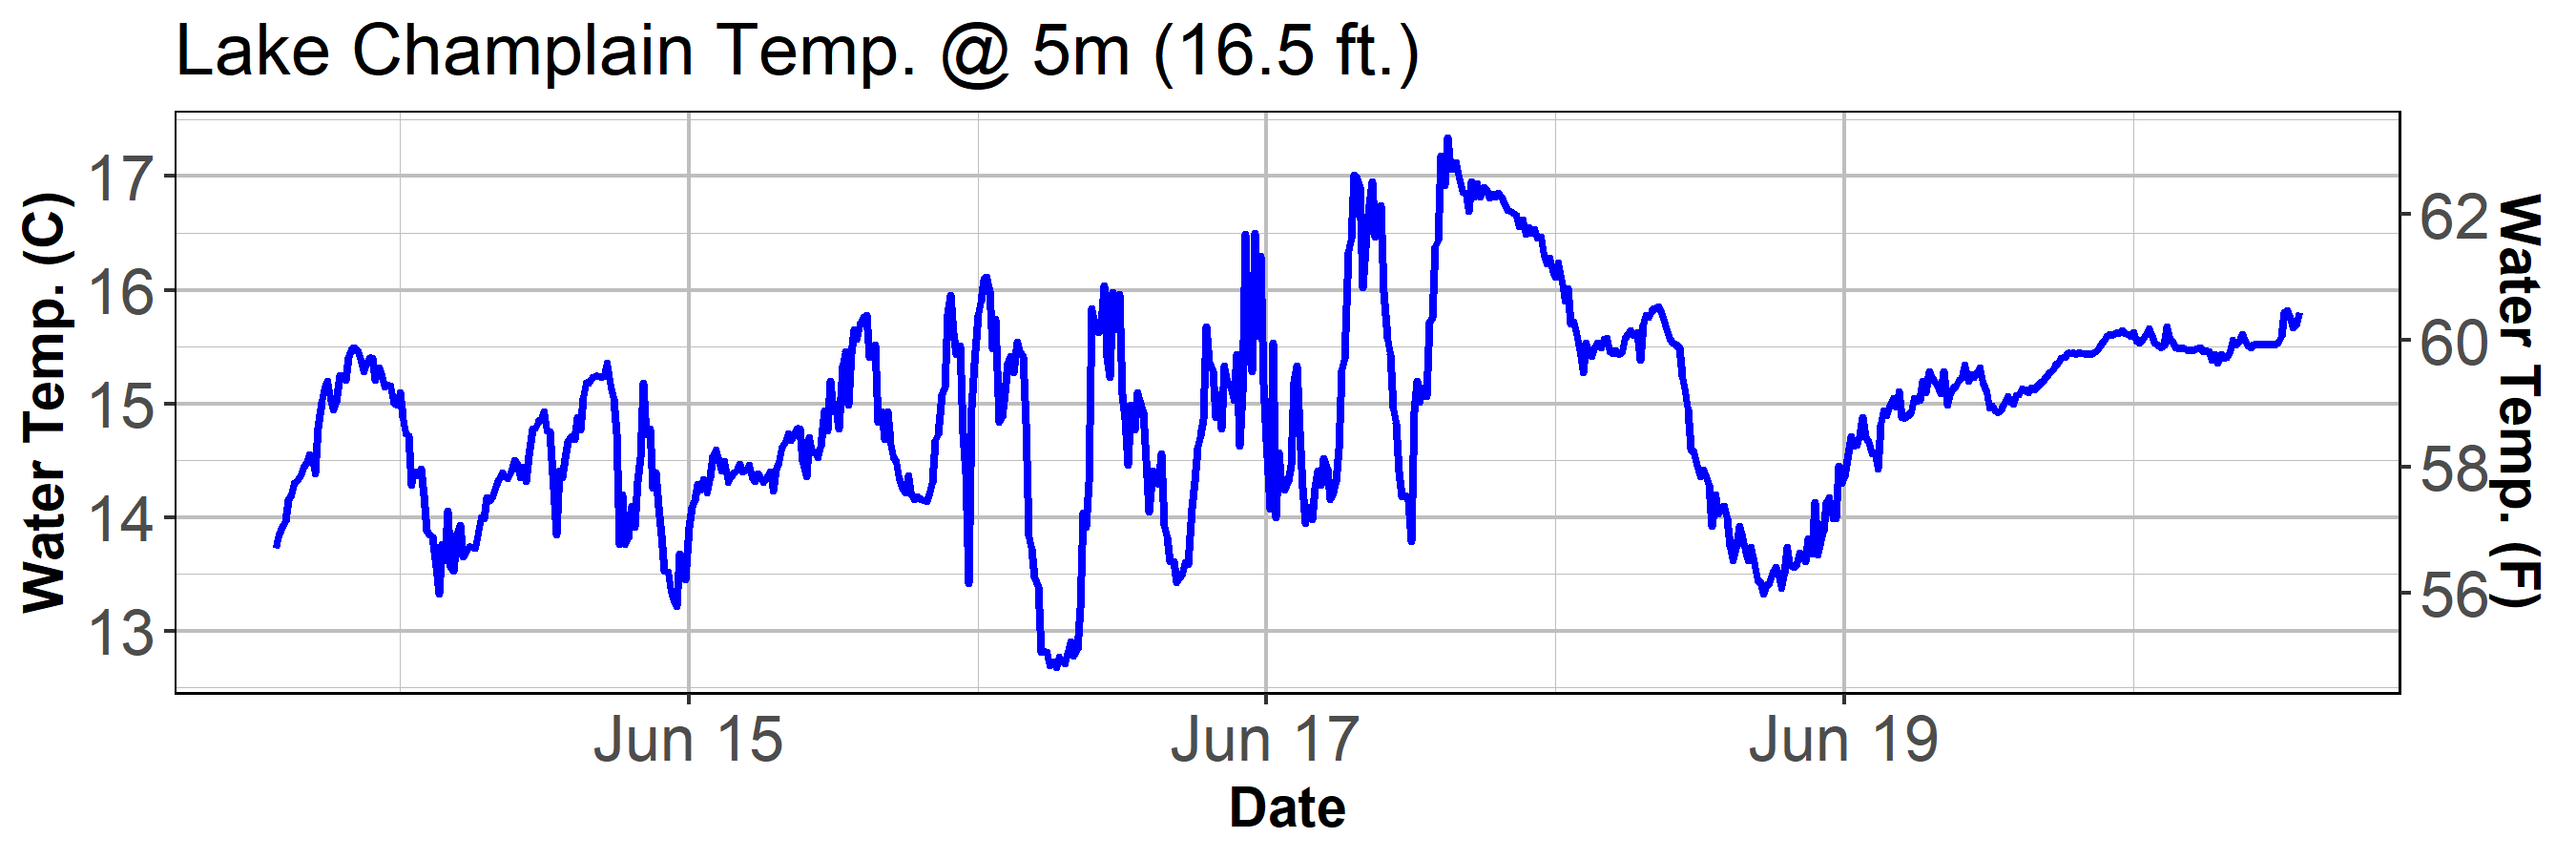 Lake Champlain Temp. @ 5m (16.5 ft.)
Water Temp. (C)
17
16
15
14
13
62
60
58
56
Water Temp. (F)
Jun 15
Jun 17
Jun 19
Date